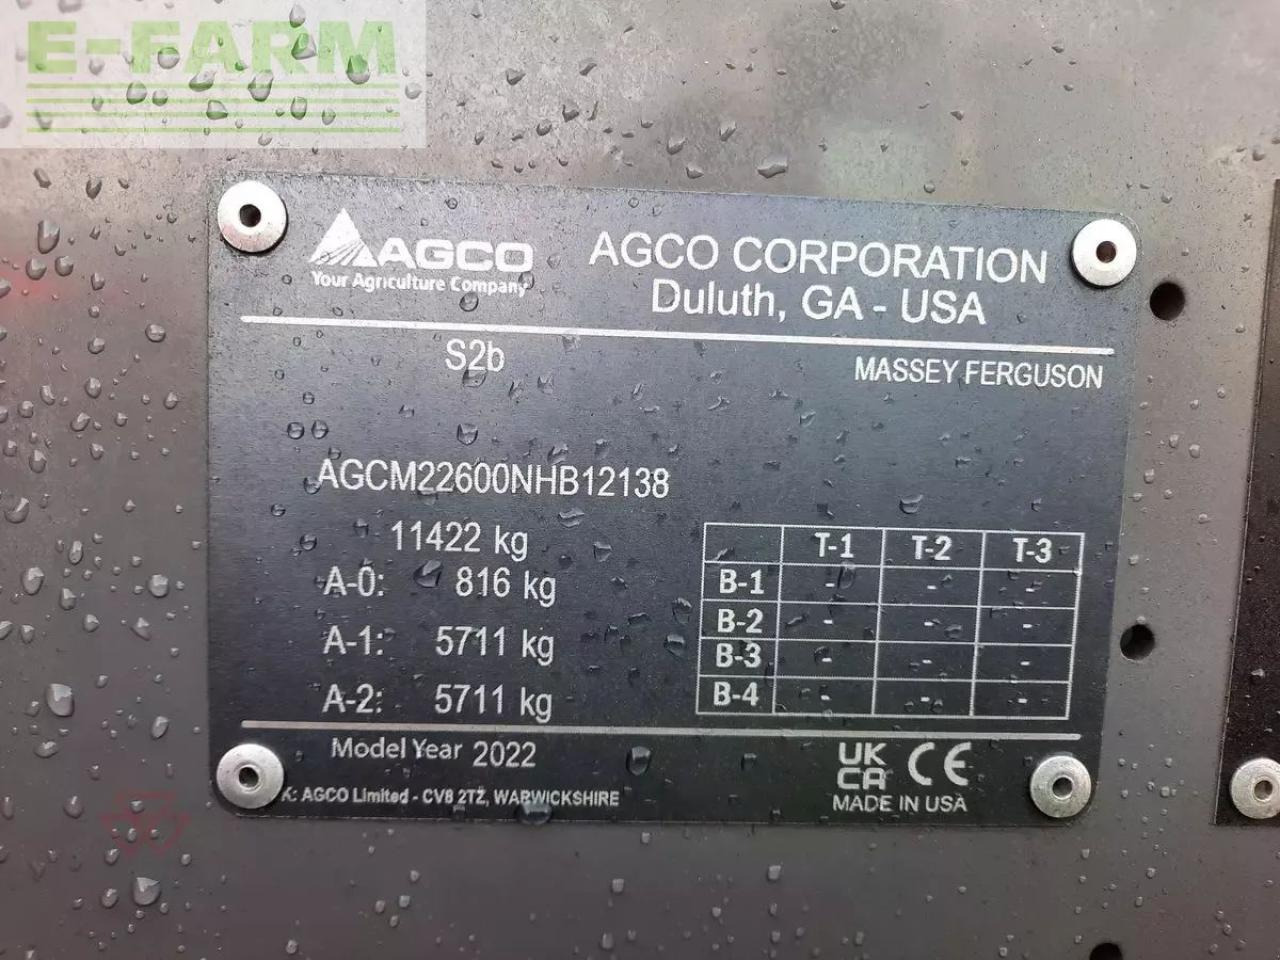 E-FARM
AGCO
Your Agriculture Company
AGCO CORPORATION
Duluth, GA - USA
S2b
MASSEY FERGUSON
AGCM22600NHB12138
11422 kg
A-0: 816 kg
A-1: 5711 kg
A-2: 5711 kg
T-1 T-2 T-3
B-1 - - -
B-2 - - -
B-3 - - -
B-4 - - -
Model Year 2022
UK
CA CE
K: AGCO Limited - CV8 2TZ, WARWICKSHIRE
MADE IN USA